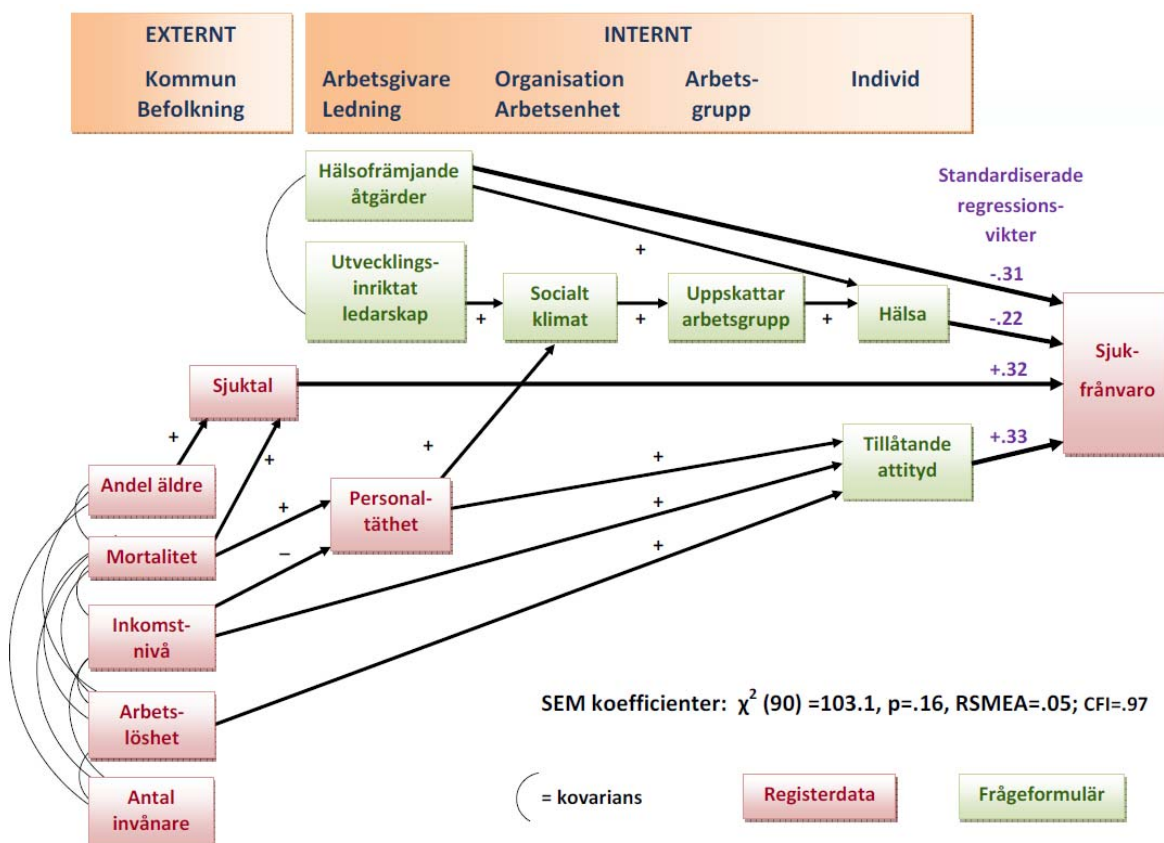 EXTERNT
INTERNT
Kommun
Befolkning
Arbetsgivare
Ledning
Organisation
Arbetsenhet
Arbets-
grupp
Individ
Hälsofrämjande
åtgärder
Standardiserade
regressions-
vikter
Utvecklings-
inriktat
ledarskap
+
Socialt
klimat
+
Uppskattar
arbetsgrupp
+
+
Hälsa
-.31
-.22
+.32
+.33
Sjuk-
frånvaro
Sjuktal
+
+
+
Tillåtande
attityd
Andel äldre
Personal-
täthet
+
+
+
+
–
Mortalitet
Inkomst-
nivå
Arbets-
löshet
Antal
invånare
SEM koefficienter: χ² (90) =103.1, p=.16, RSMEA=.05; CFI=.97
= kovarians
Registerdata
Frågeformulär